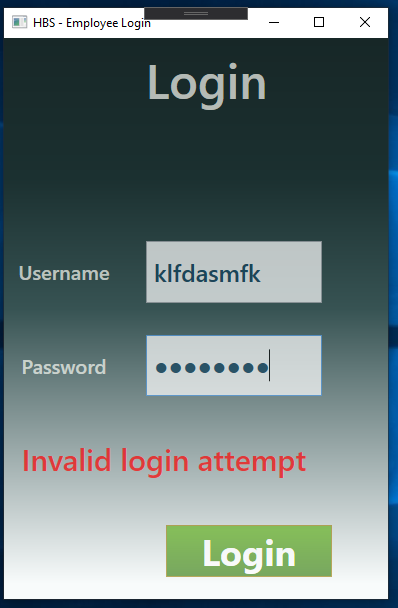 HBS - Employee Login
Login
Username
klfdasmfk
Password
●●●●●●●●
Invalid login attempt
Login